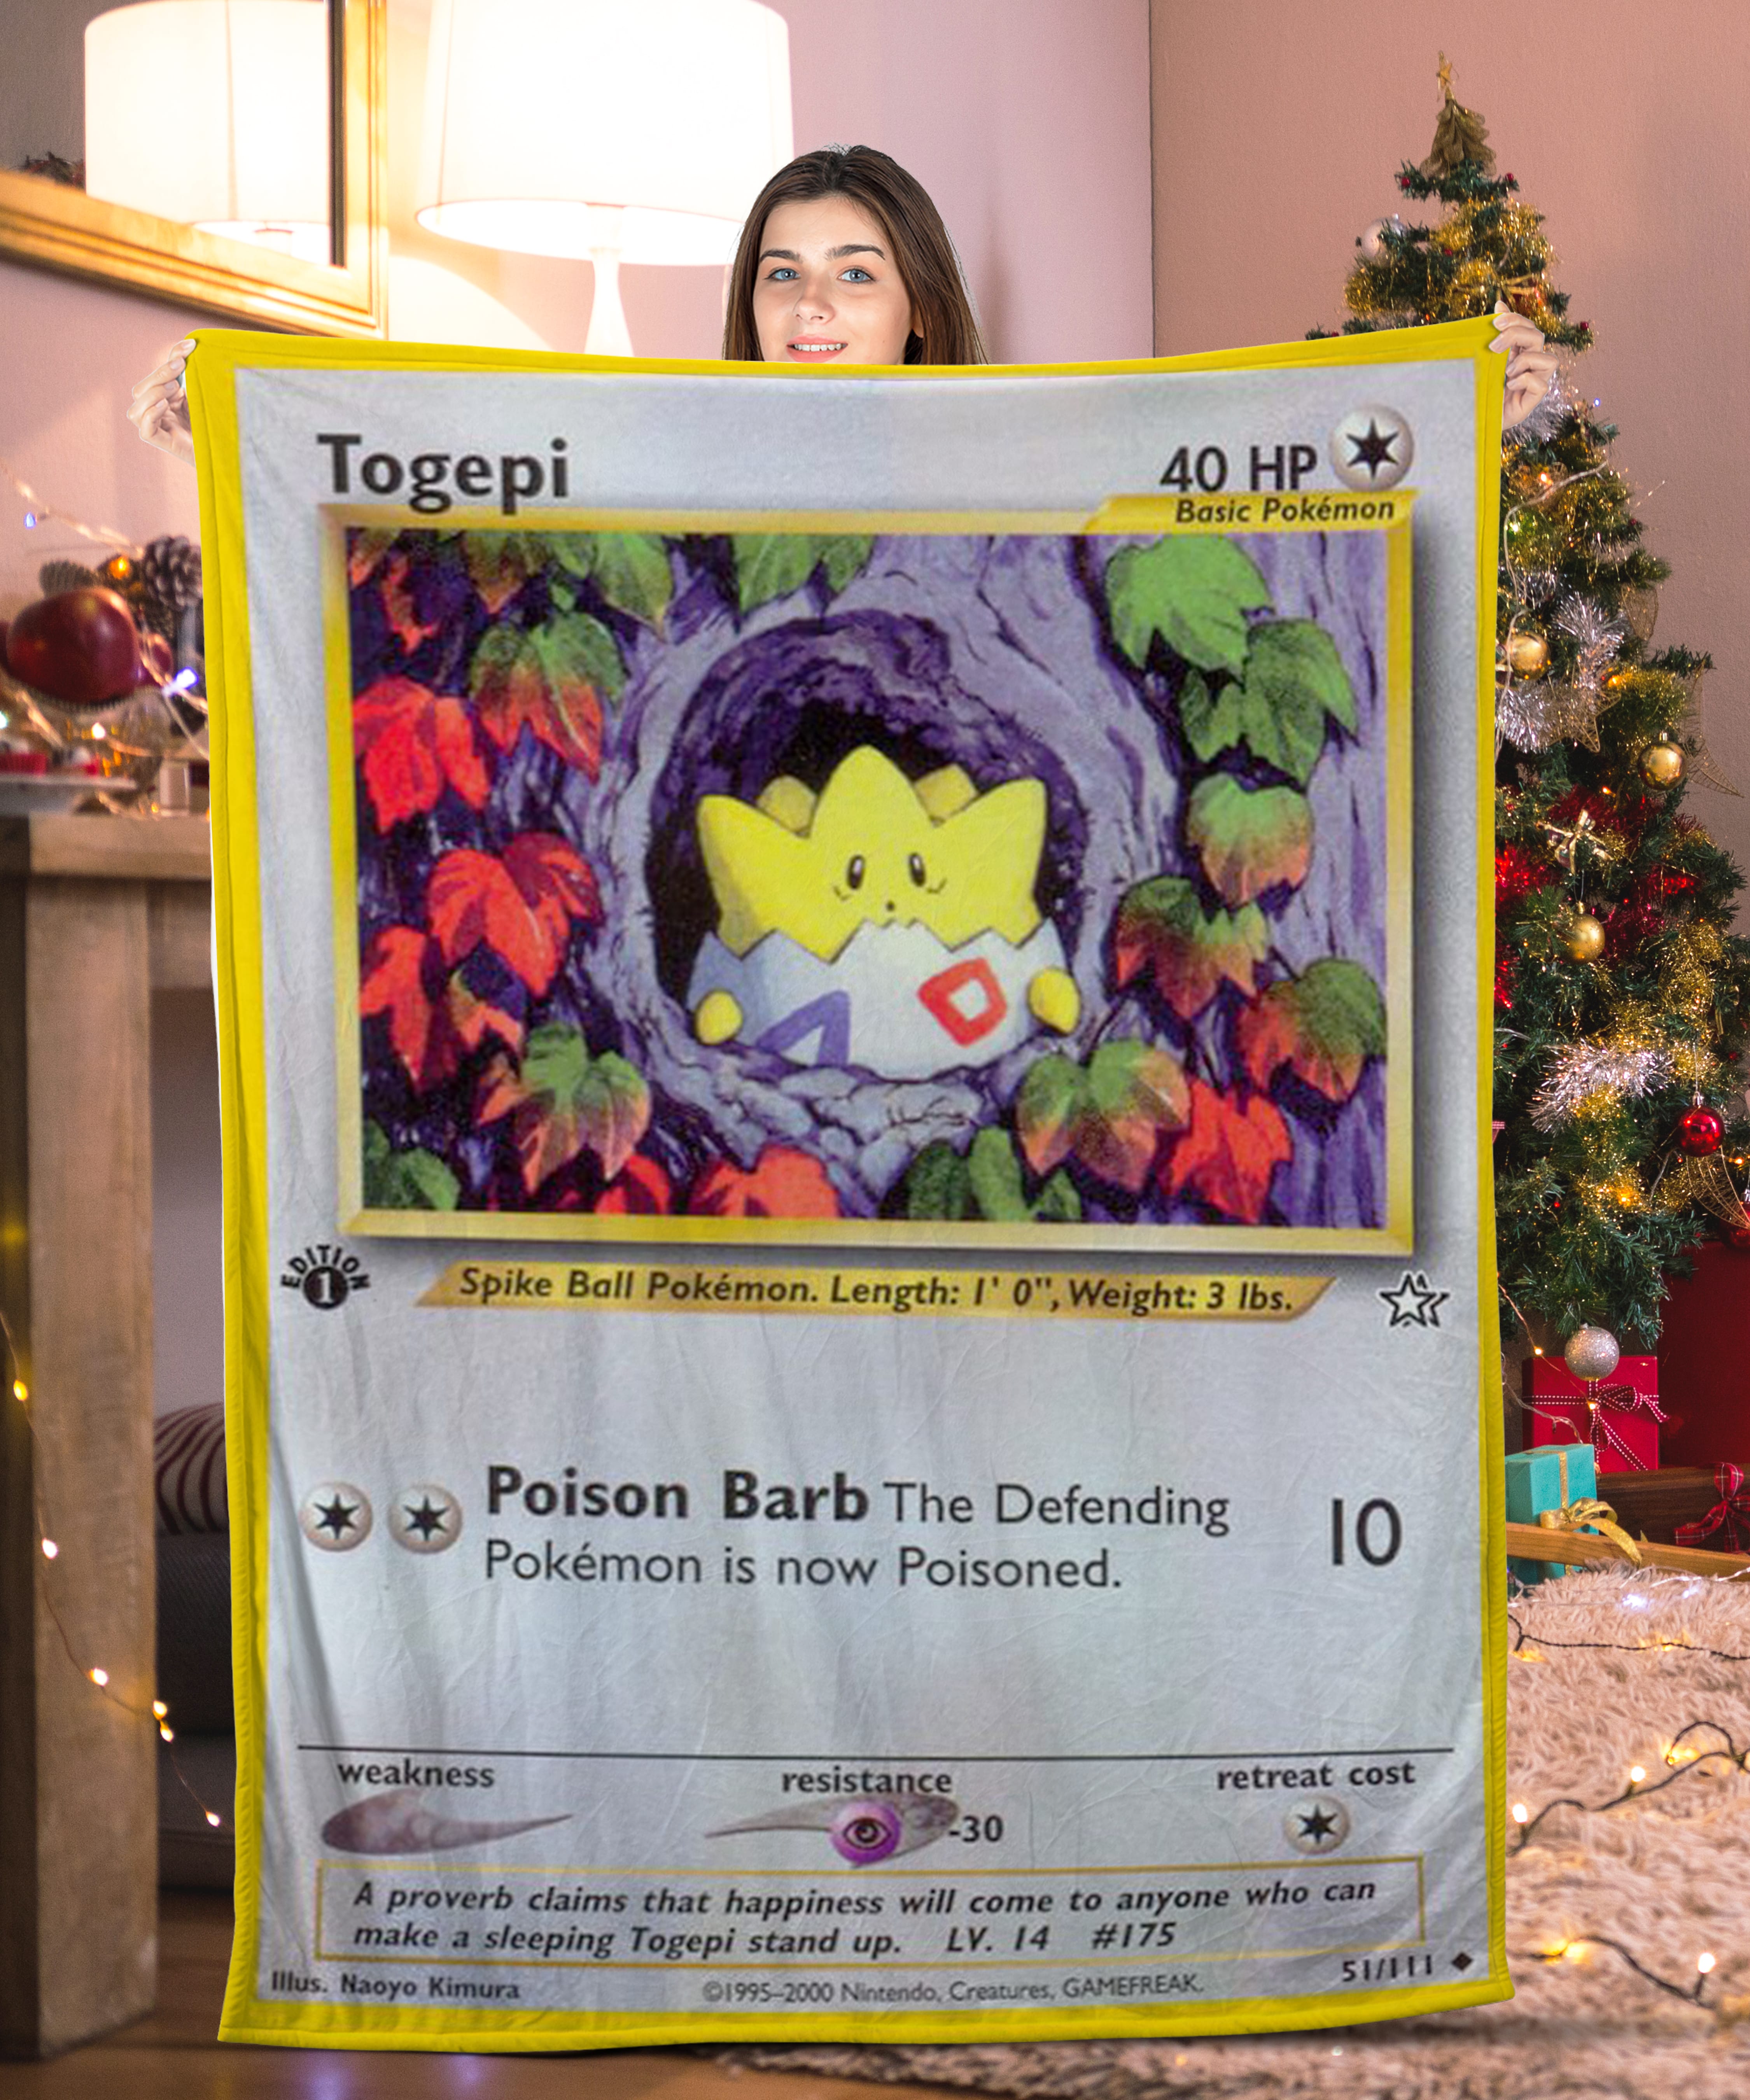 Togepi
40 HP
Basic Pokémon
EDITION
1
Spike Ball Pokémon. Length: 1' 0", Weight: 3 lbs.
Poison Barb The Defending
Pokémon is now Poisoned.
10
weakness
resistance
retreat cost
-30
A proverb claims that happiness will come to anyone who can
make a sleeping Togepi stand up. LV. 14 #175
Illus. Naoyo Kimura
©1995–2000 Nintendo, Creatures, GAMEFREAK.
51/111